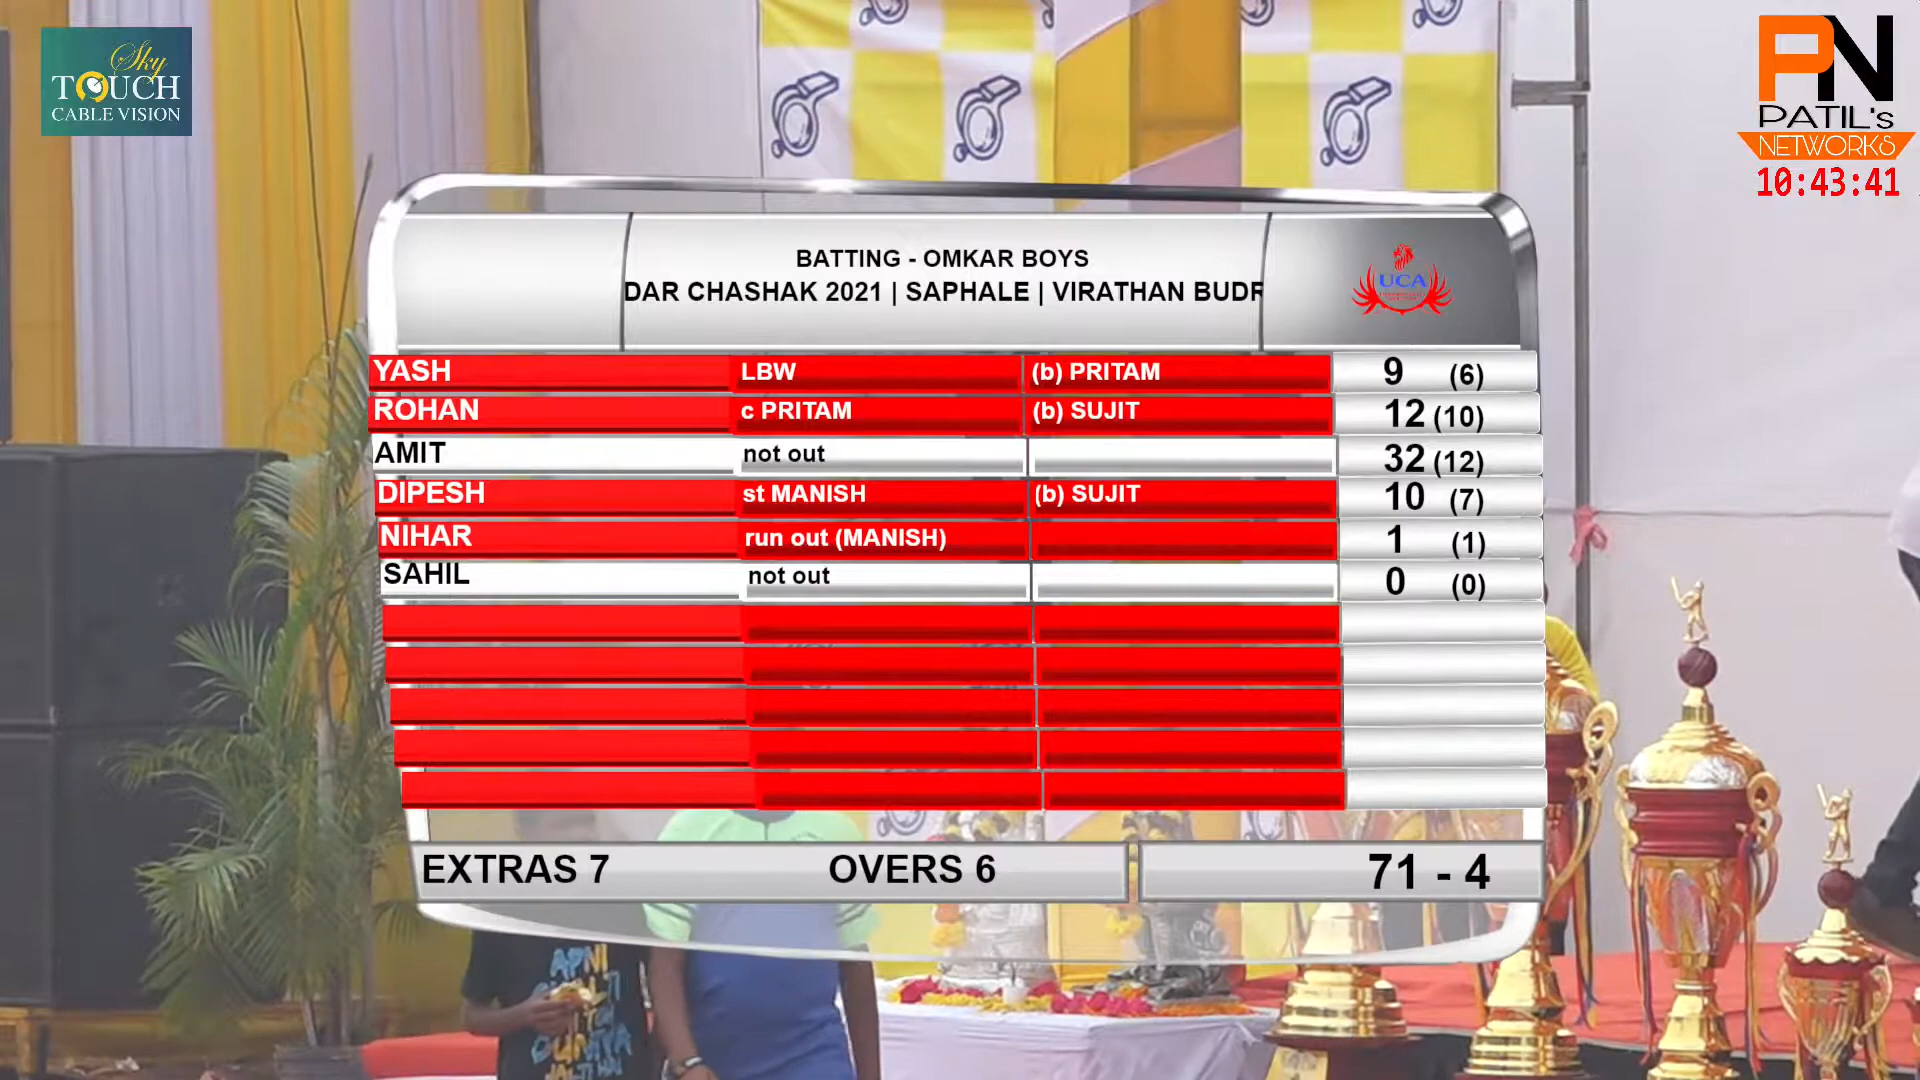 Sky
TOUCH
CABLE VISION
PN
PATIL's
NETWORKS
10:43:41
BATTING - OMKAR BOYS
DAR CHASHAK 2021 | SAPHALE | VIRATHAN BUDR
UCA
YASH LBW (b) PRITAM 9 (6)
ROHAN c PRITAM (b) SUJIT 12 (10)
AMIT not out 32 (12)
DIPESH st MANISH (b) SUJIT 10 (7)
NIHAR run out (MANISH) 1 (1)
SAHIL not out 0 (0)
EXTRAS 7 OVERS 6 71 - 4
APNI